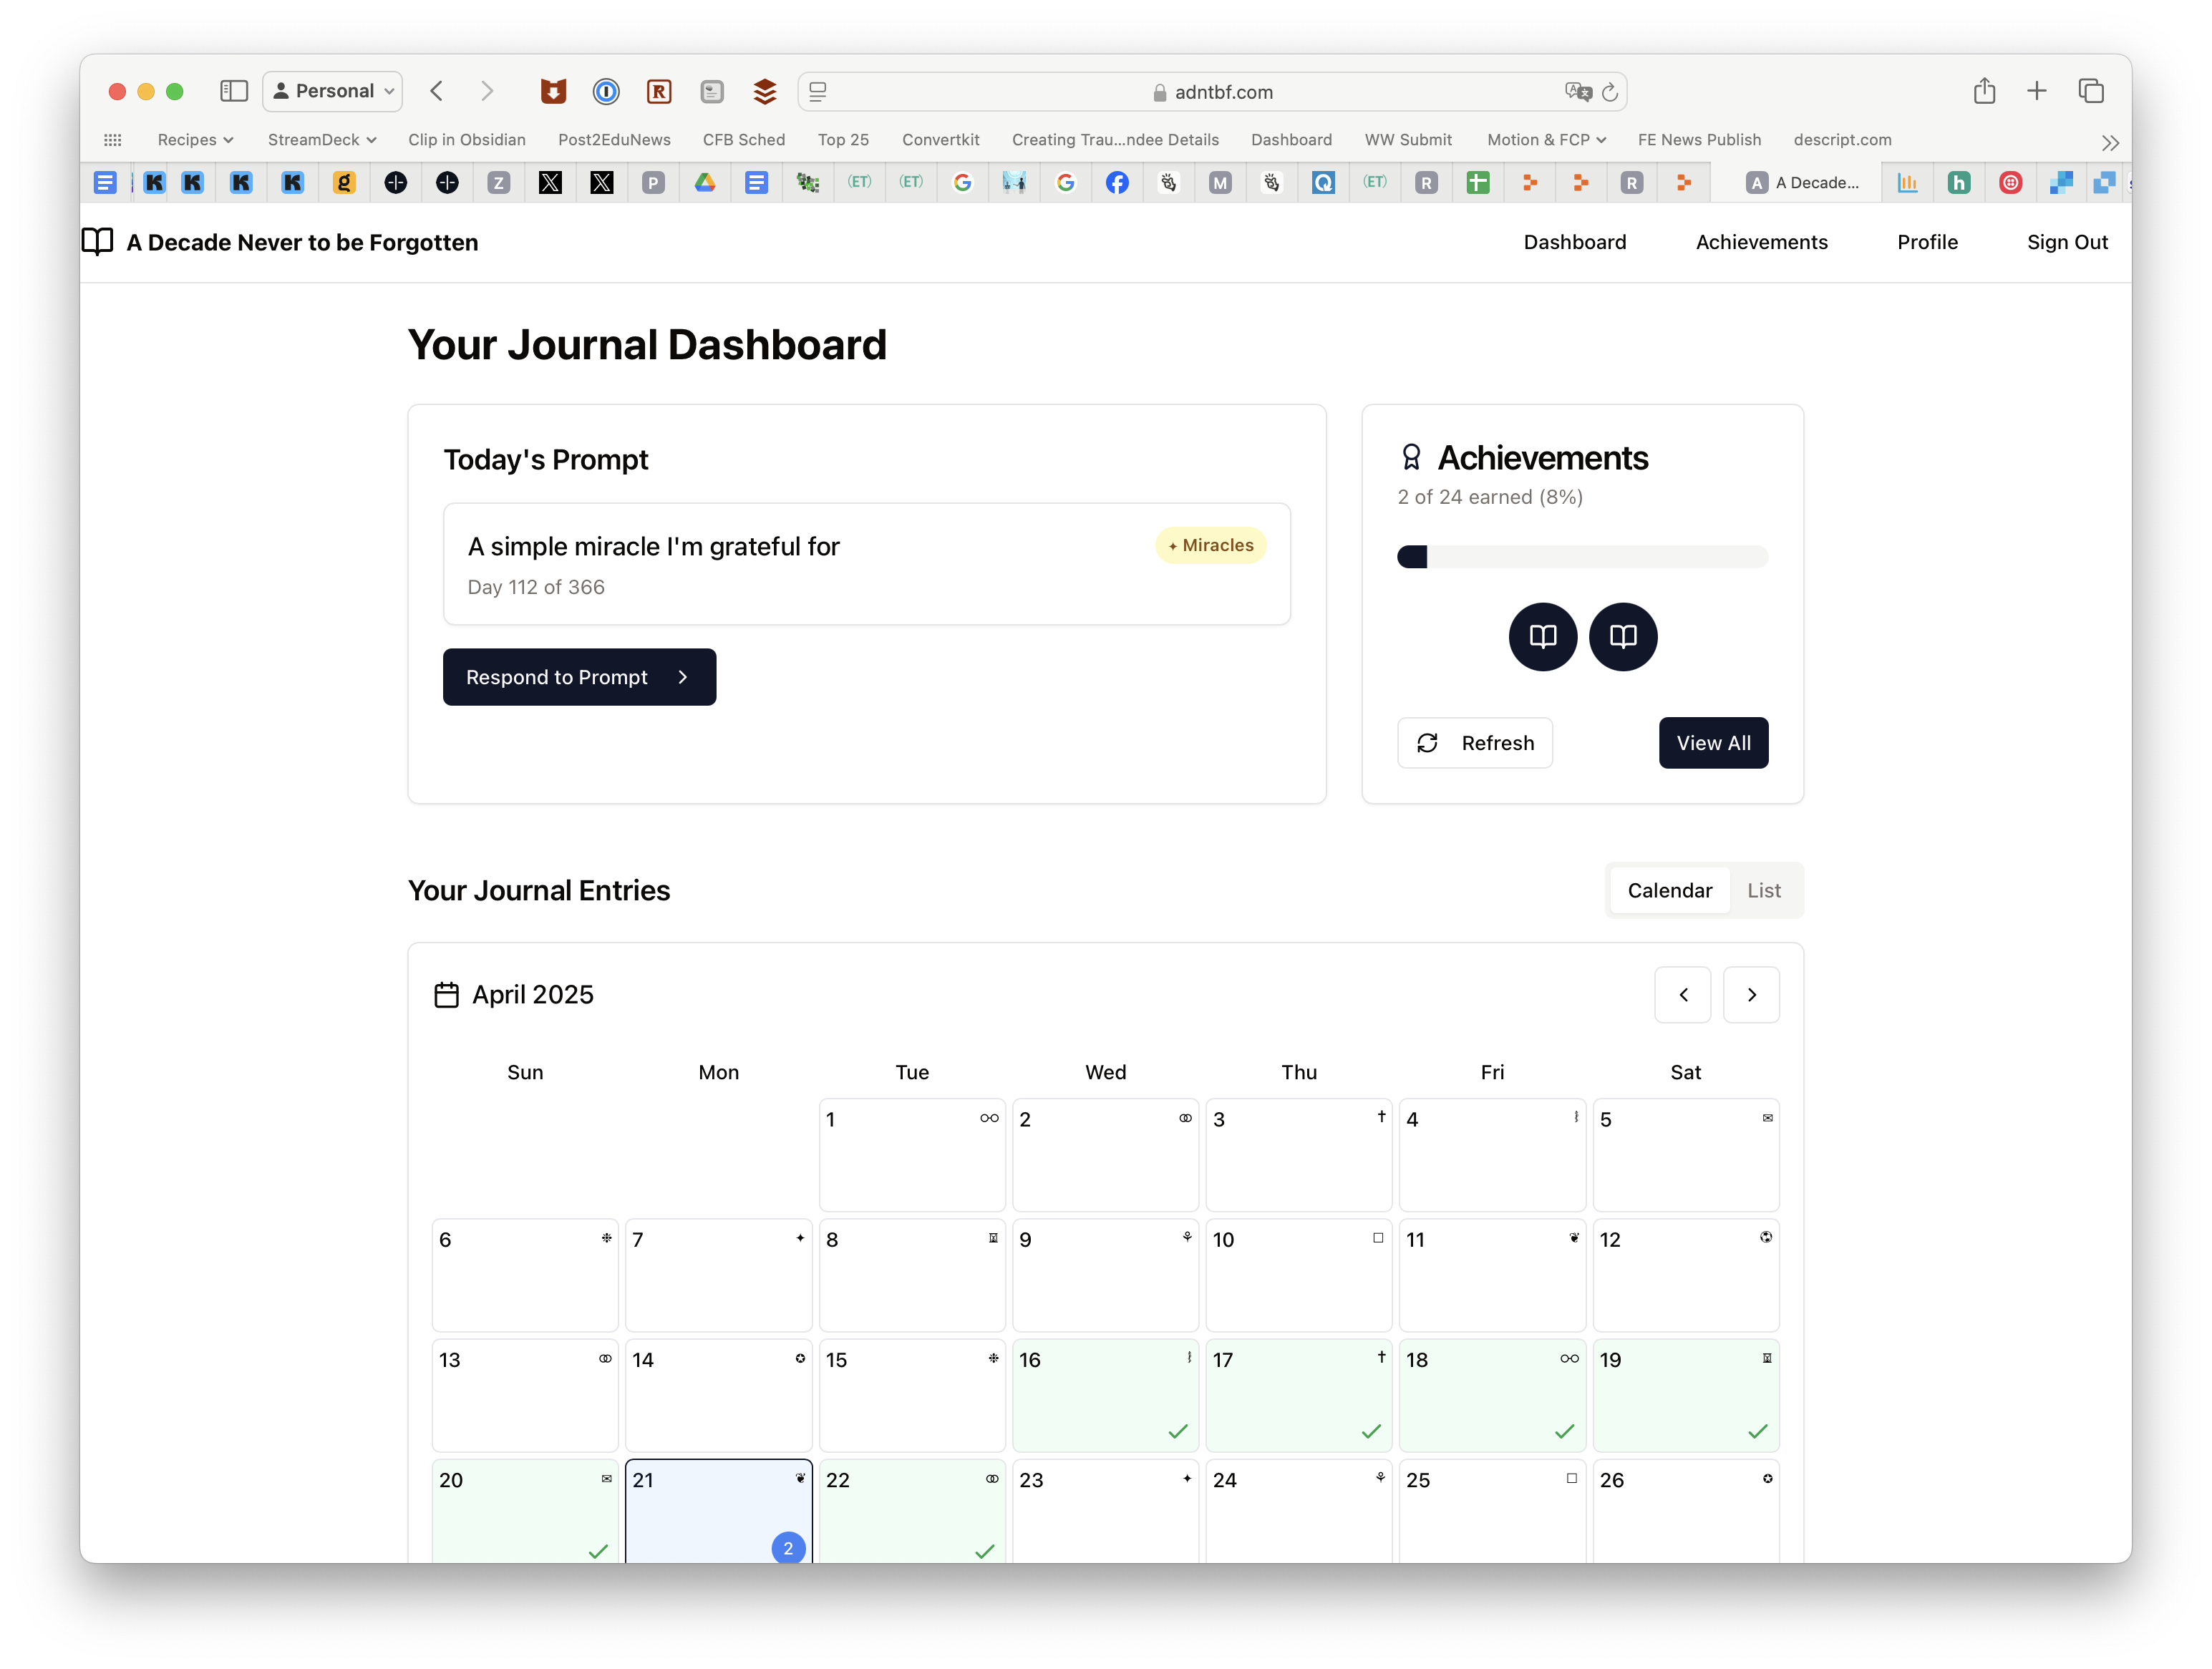 Personal
adntbf.com
Recipes StreamDeck Clip in Obsidian Post2EduNews CFB Sched Top 25 Convertkit Creating Trau...ndee Details Dashboard WW Submit Motion & FCP FE News Publish descript.com
A Decade...
A Decade Never to be Forgotten Dashboard Achievements Profile Sign Out
Your Journal Dashboard
Today's Prompt
A simple miracle I'm grateful for
✦ Miracles
Day 112 of 366
Respond to Prompt
Achievements
2 of 24 earned (8%)
Refresh View All
Your Journal Entries
Calendar List
April 2025
Sun Mon Tue Wed Thu Fri Sat
1 2 3 4 5
6 7 8 9 10 11 12
13 14 15 16 17 18 19
20 21 22 23 24 25 26
2